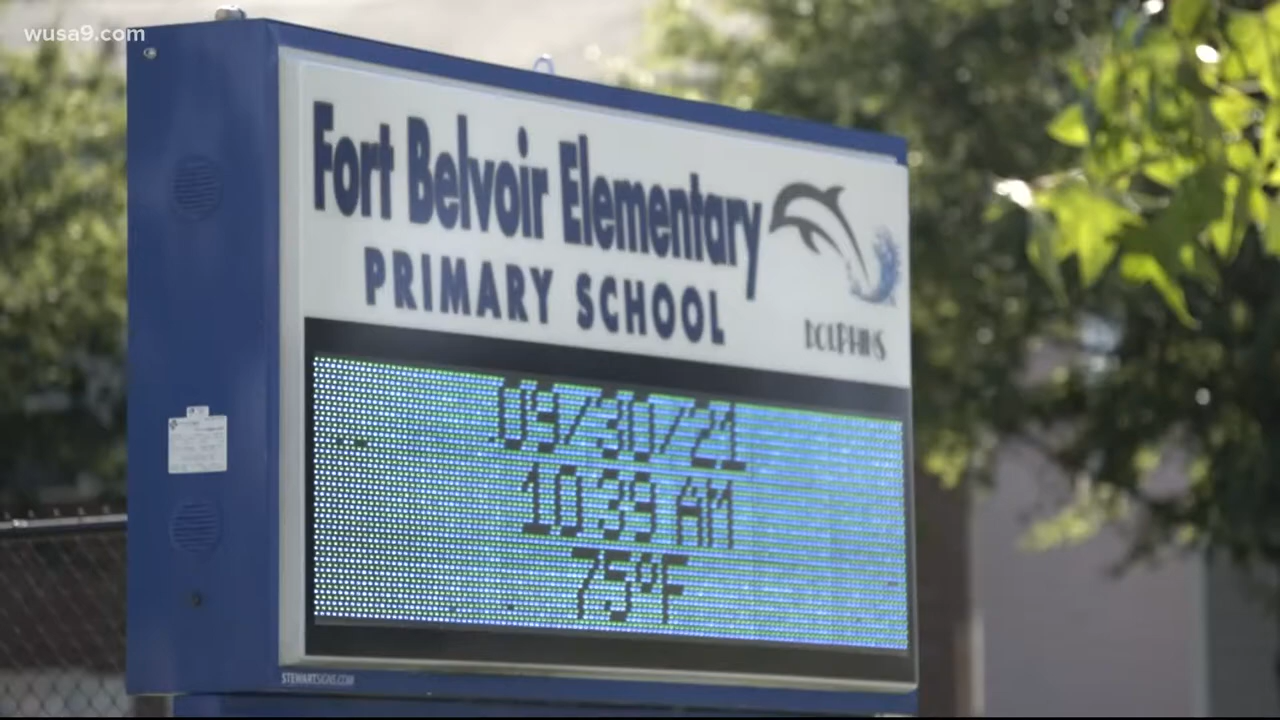 wusa9.com
Fort Belvoir Elementary
PRIMARY SCHOOL
DOLPHINS
09/30/21
10:39 AM
75°F
STEWARTSIGNS.COM